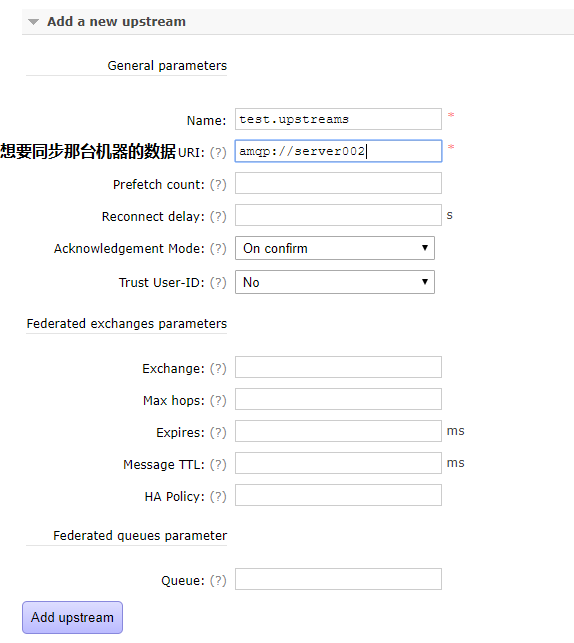 Add a new upstream
General parameters
Name: test.upstreams *
想要同步那台机器的数据 URI: (?) amqp://server002 *
Prefetch count: (?)
Reconnect delay: (?) s
Acknowledgement Mode: (?) On confirm
Trust User-ID: (?) No
Federated exchanges parameters
Exchange: (?)
Max hops: (?)
Expires: (?) ms
Message TTL: (?) ms
HA Policy: (?)
Federated queues parameter
Queue: (?)
Add upstream